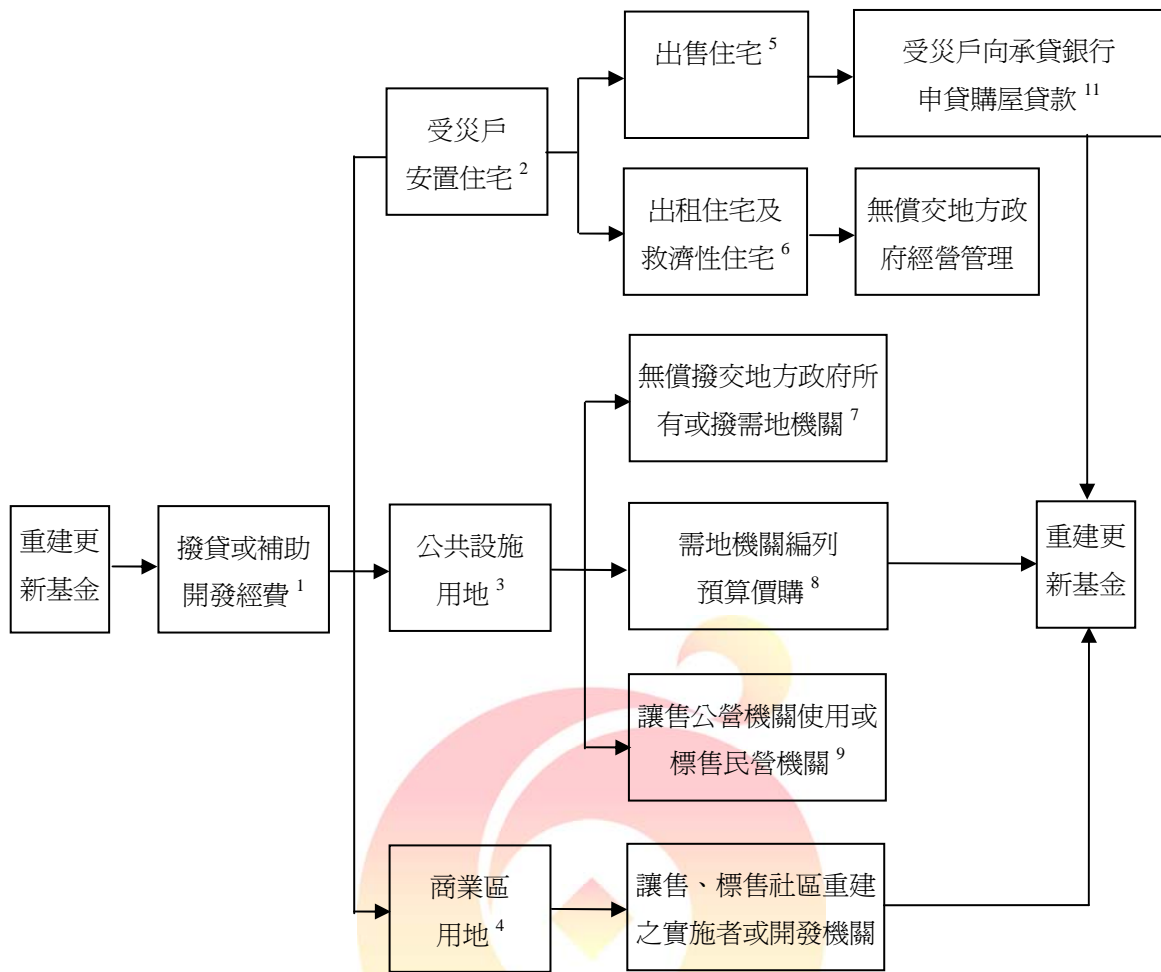 重建更
新基金
撥貸或補助
開發經費 1
受災戶
安置住宅 2
出售住宅 5
受災戶向承貸銀行
申貸購屋貸款 11
出租住宅及
救濟性住宅 6
無償交地方政
府經營管理
公共設施
用地 3
無償撥交地方政府所
有或撥需地機關 7
需地機關編列
預算價購 8
讓售公營機關使用或
標售民營機關 9
商業區
用地 4
讓售、標售社區重建
之實施者或開發機關
重建更
新基金